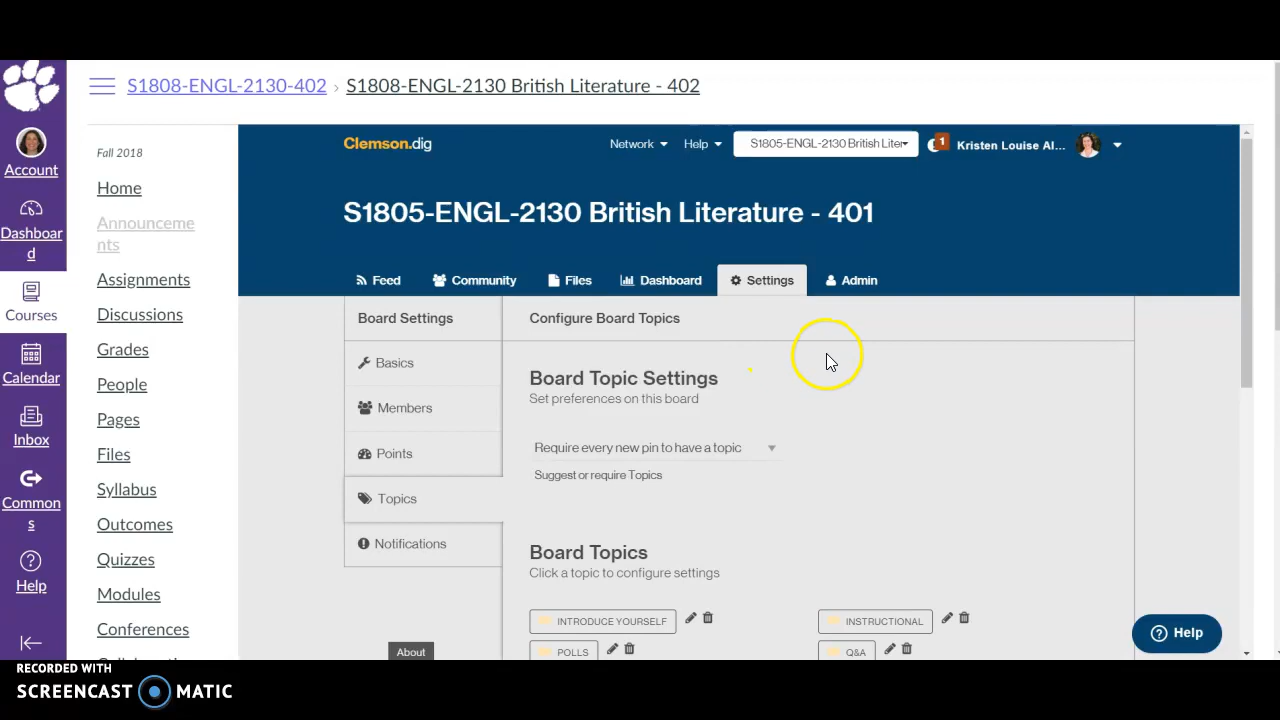 S1808-ENGL-2130-402 › S1808-ENGL-2130 British Literature - 402
Account
Dashboar
d
Courses
Calendar
Inbox
Common
s
Help
Fall 2018
Home
Announceme
nts
Assignments
Discussions
Grades
People
Pages
Files
Syllabus
Outcomes
Quizzes
Modules
Conferences
Clemson.dig
Network
Help
S1805-ENGL-2130 British Liter
1
Kristen Louise Al...
S1805-ENGL-2130 British Literature - 401
Feed
Community
Files
Dashboard
Settings
Admin
Board Settings
Basics
Members
Points
Topics
Notifications
About
Configure Board Topics
Board Topic Settings
Set preferences on this board
Require every new pin to have a topic
Suggest or require Topics
Board Topics
Click a topic to configure settings
INTRODUCE YOURSELF
INSTRUCTIONAL
POLLS
Q&A
Help
RECORDED WITH
SCREENCAST MATIC